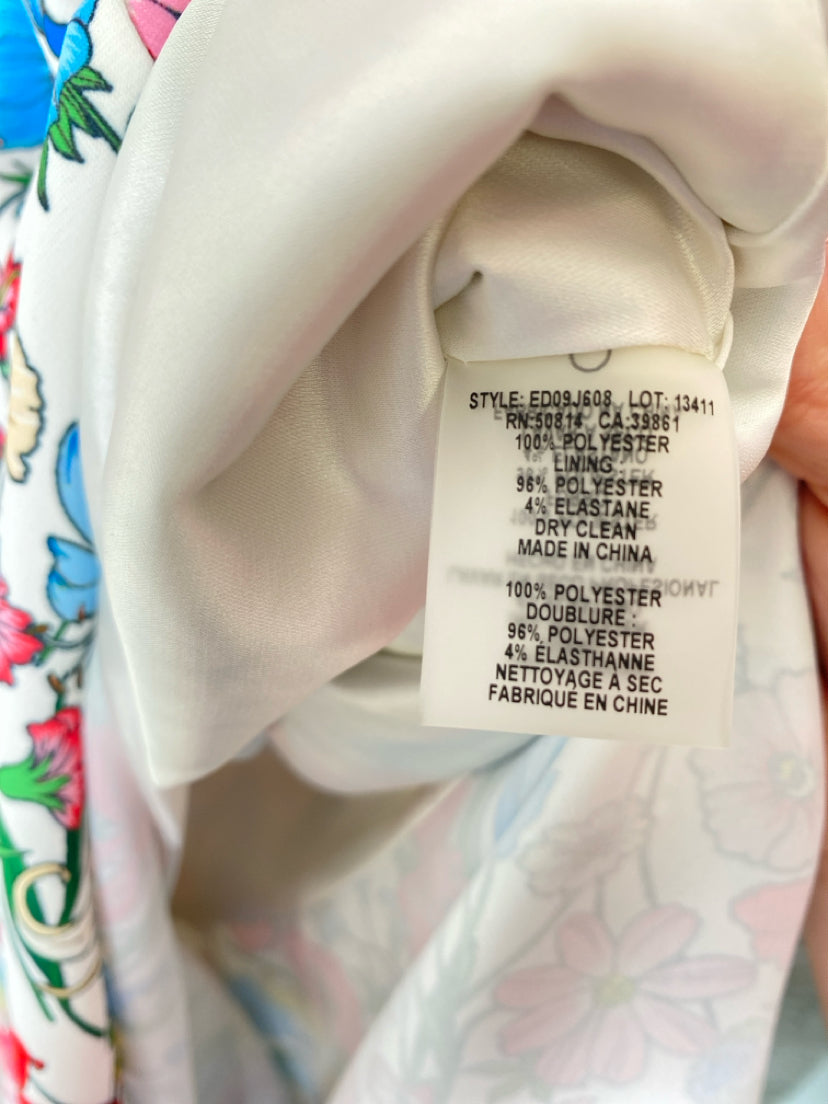 STYLE: ED09J608 LOT: 13411
RN:50814 CA:39861
100% POLYESTER
LINING
96% POLYESTER
4% ELASTANE
DRY CLEAN
MADE IN CHINA
100% POLYESTER
DOUBLURE :
96% POLYESTER
4% ÉLASTHANNE
NETTOYAGE À SEC
FABRIQUE EN CHINE